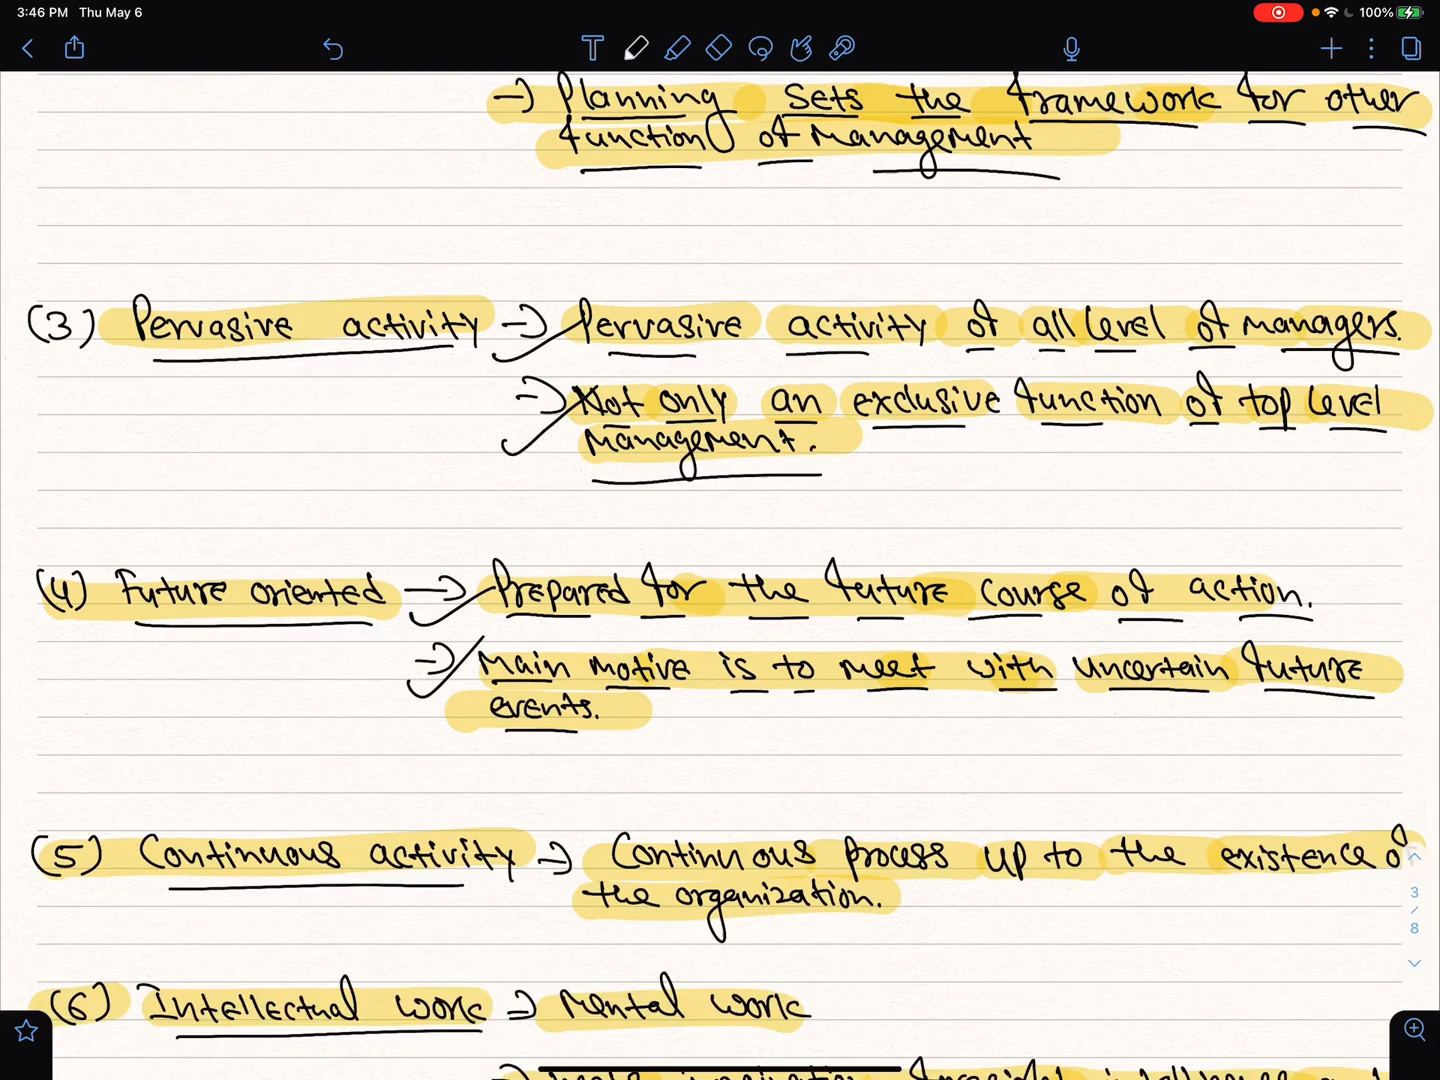 3:46 PM Thu May 6
100%
-> Planning sets the framework for other
function of management
(3) Pervasive activity -> Pervasive activity of all level of managers.
-> Not only an exclusive function of top level
management.
(4) Future oriented -> Prepared for the future course of action.
-> Main motive is to meet with uncertain future
events.
(5) Continuous activity -> Continuous process up to the existence of
the organization.
3
/
8
(6) Intellectual work => Mental work